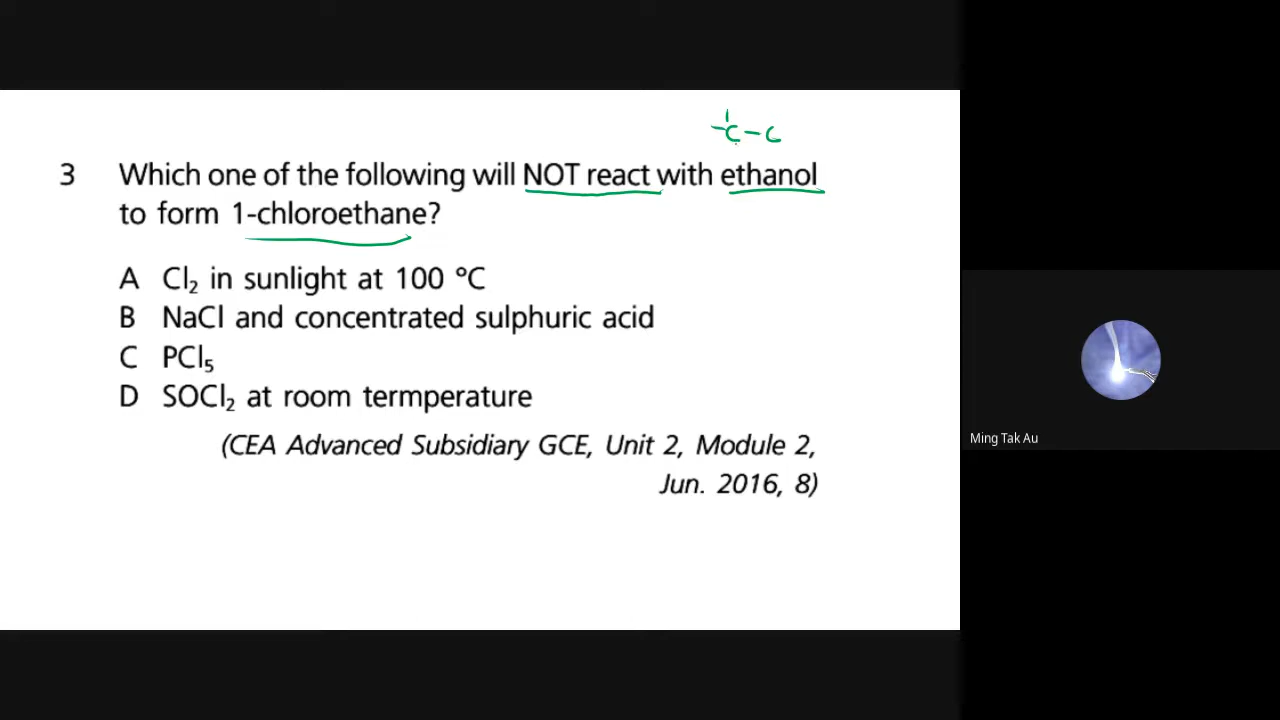 -C-C
3 Which one of the following will NOT react with ethanol
to form 1-chloroethane?
A Cl₂ in sunlight at 100 °C
B NaCl and concentrated sulphuric acid
C PCl₅
D SOCl₂ at room termperature
(CEA Advanced Subsidiary GCE, Unit 2, Module 2,
Jun. 2016, 8)
Ming Tak Au